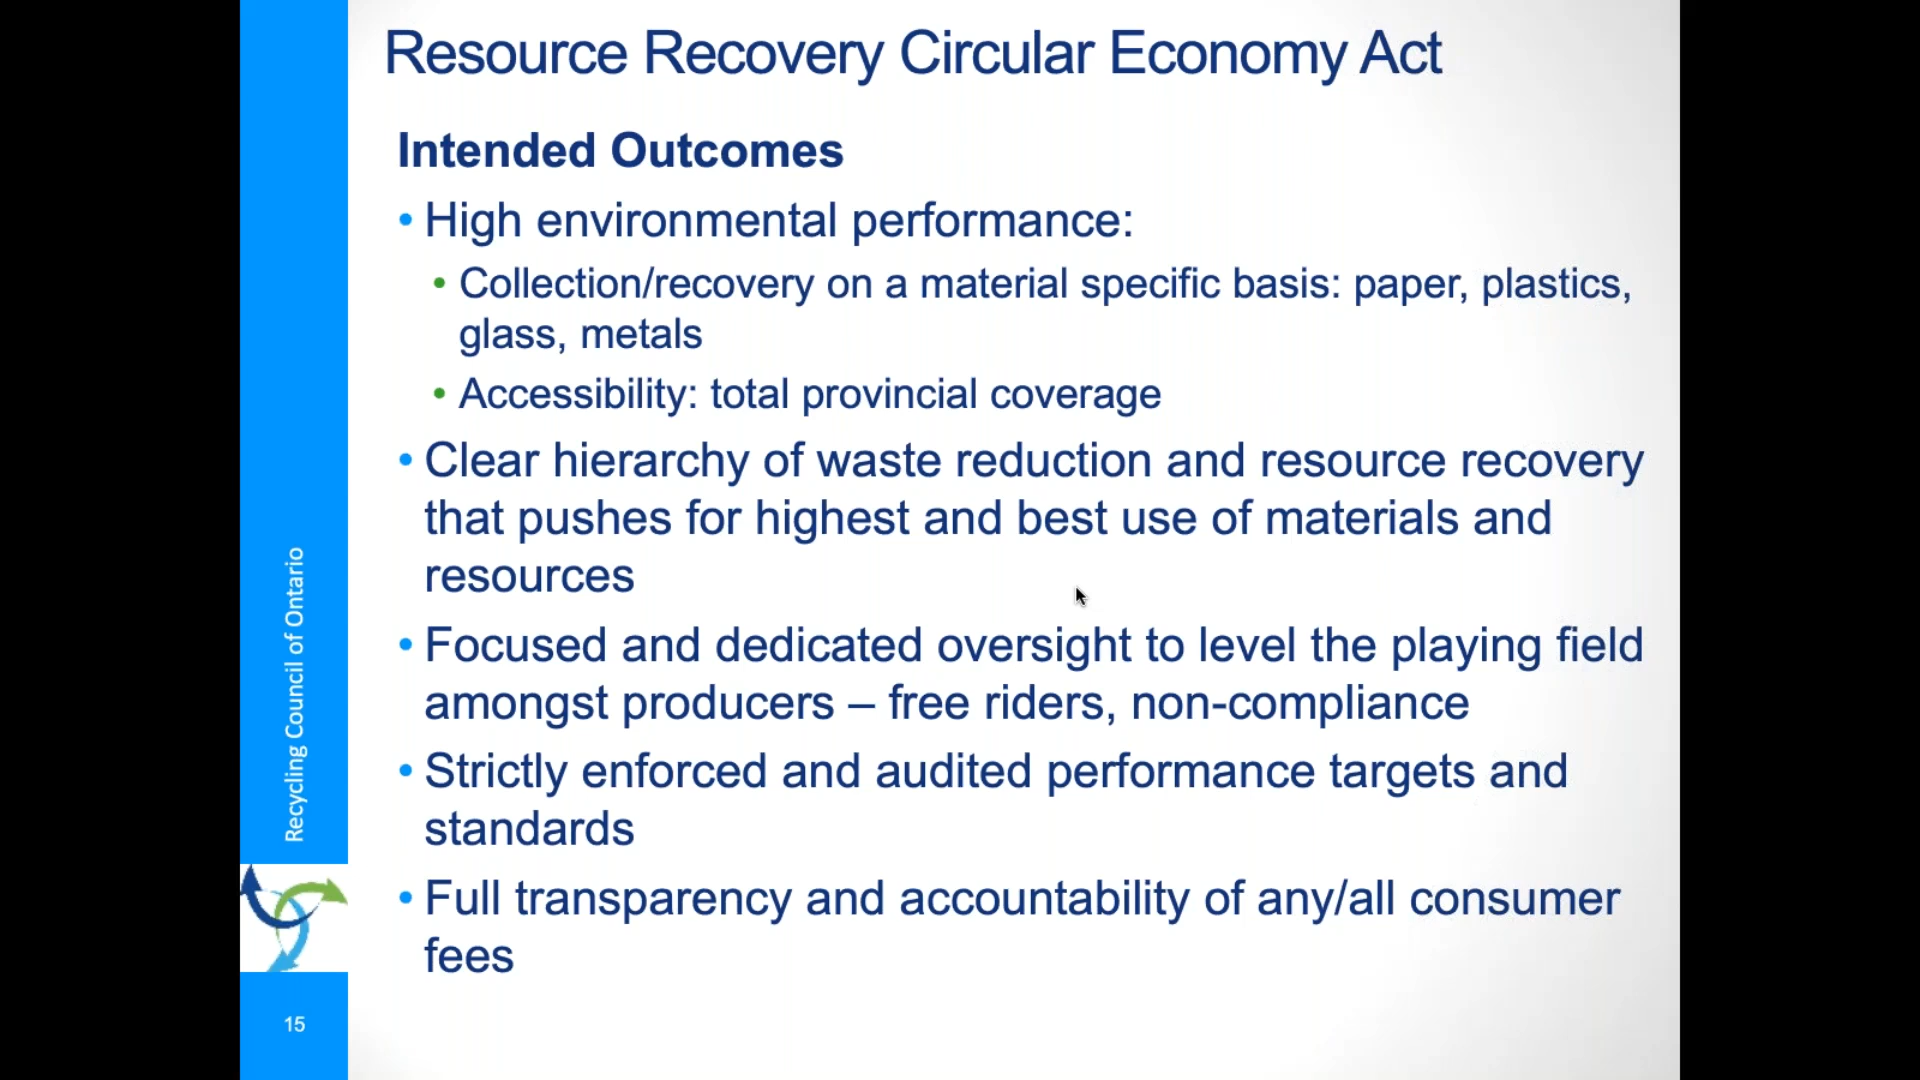 Resource Recovery Circular Economy Act
Intended Outcomes
• High environmental performance:
• Collection/recovery on a material specific basis: paper, plastics,
glass, metals
• Accessibility: total provincial coverage
• Clear hierarchy of waste reduction and resource recovery
that pushes for highest and best use of materials and
resources
• Focused and dedicated oversight to level the playing field
amongst producers – free riders, non-compliance
• Strictly enforced and audited performance targets and
standards
• Full transparency and accountability of any/all consumer
fees
Recycling Council of Ontario
15